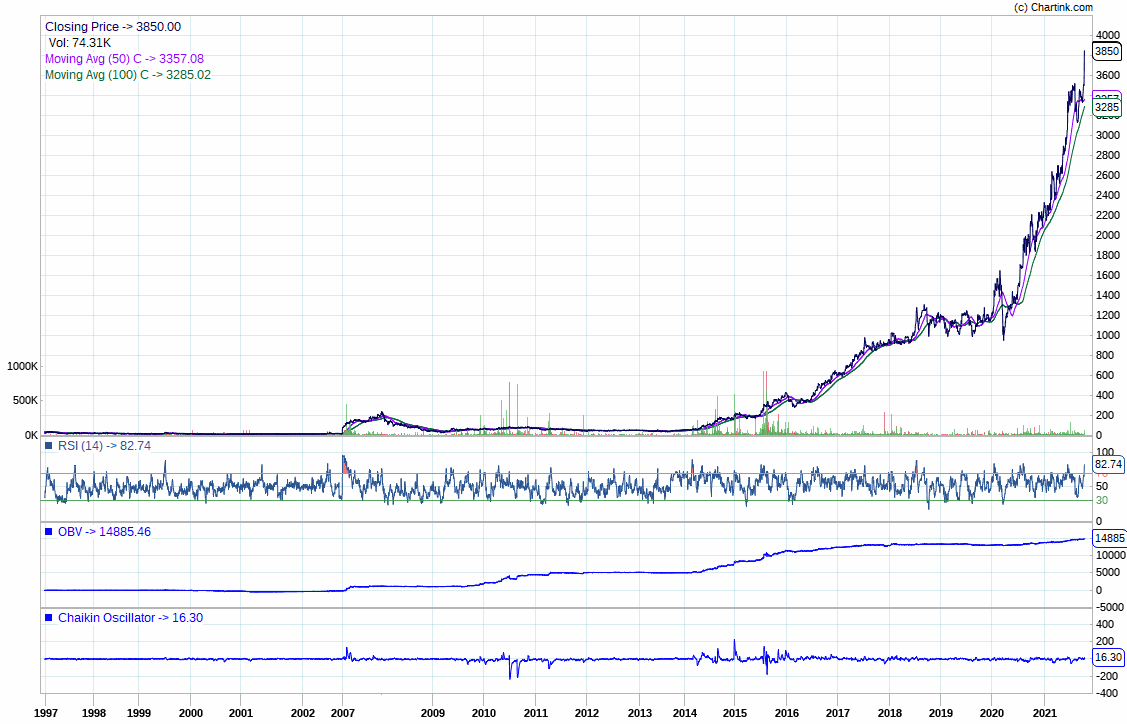 (c) Chartink.com
Closing Price -> 3850.00
Vol: 74.31K
Moving Avg (50) C -> 3357.08
Moving Avg (100) C -> 3285.02
4000
3850
3600
3285
3000
2800
2600
2400
2200
2000
1800
1600
1400
1200
1000
800
1000K
600
500K
400
200
0K
0
RSI (14) -> 82.74
100
82.74
50
30
0
OBV -> 14885.46
14885
10000
5000
0
-5000
Chaikin Oscillator -> 16.30
400
200
16.30
-200
-400
1997 1998 1999 2000 2001 2002 2007 2009 2010 2011 2012 2013 2014 2015 2016 2017 2018 2019 2020 2021